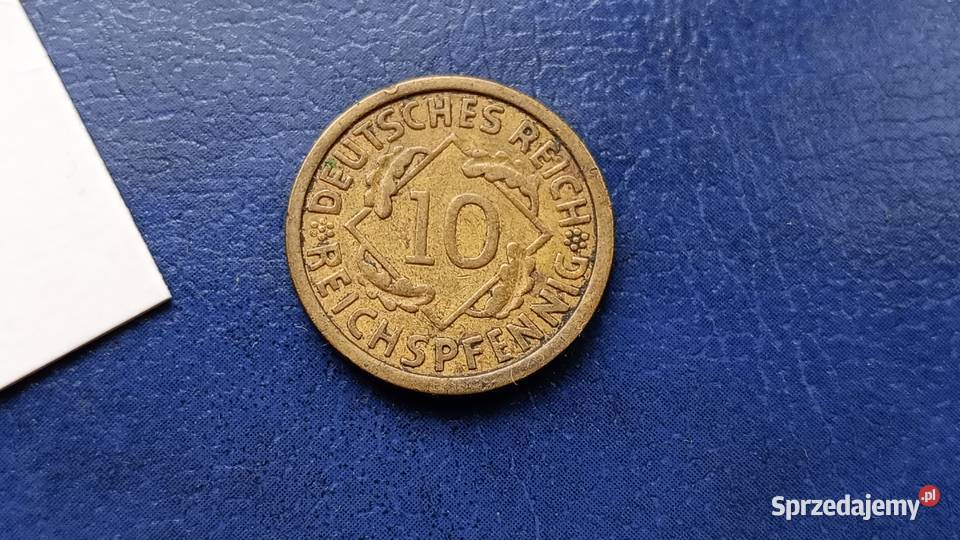 DEUTSCHES REICH
10
REICHSPFENNIG
Sprzedajemy.pl